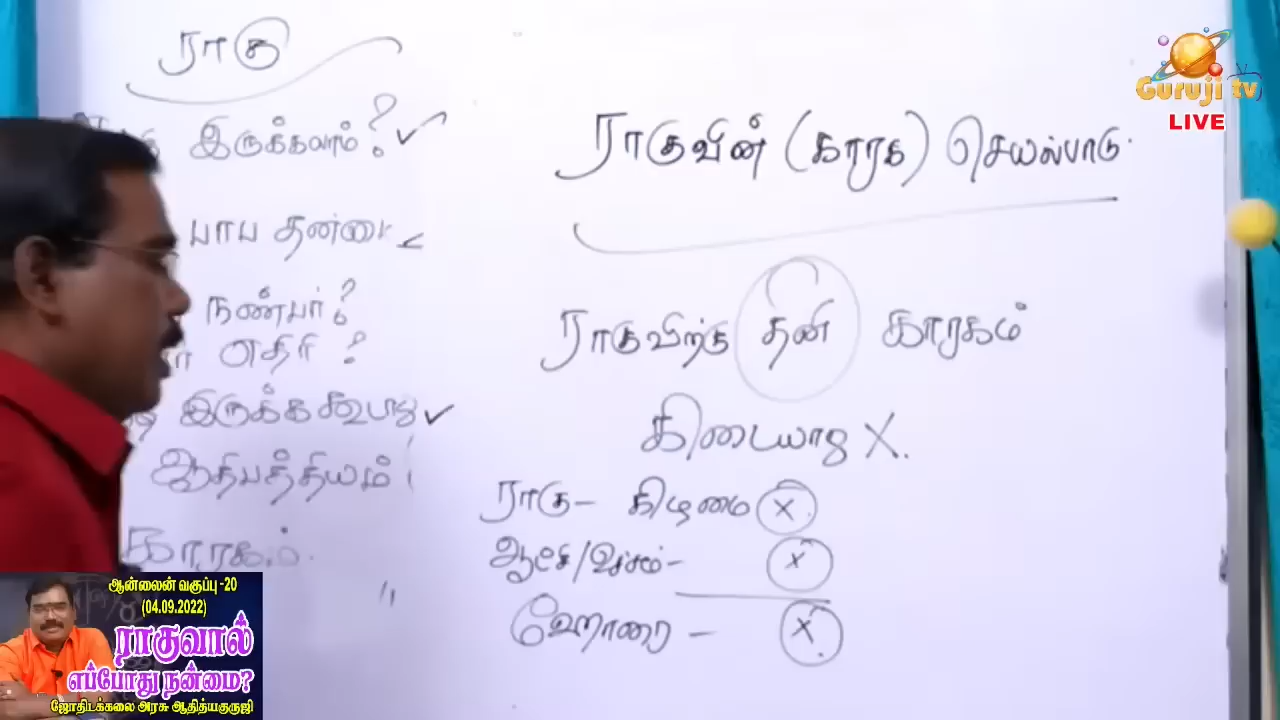 ராகு
இருக்கலாம்?
பாப தன்மை
நண்பர்?
எதிரி?
இருக்ககூடாது
ஆதிபத்தியம்
காரகம்
ராகுவின் (காரக) செயல்பாடு
ராகுவிற்கு தனி காரகம்
கிடையாது X.
ராகு - கிழமை X
ஆட்சி/உச்சம் - X
ஹோரை - X
Guruji tv
LIVE
ஆன்லைன் வகுப்பு -20
(04.09.2022)
ராகுவால்
எப்போது நன்மை?
ஜோதிடக்கலை அரசு ஆதித்யகுருஜி